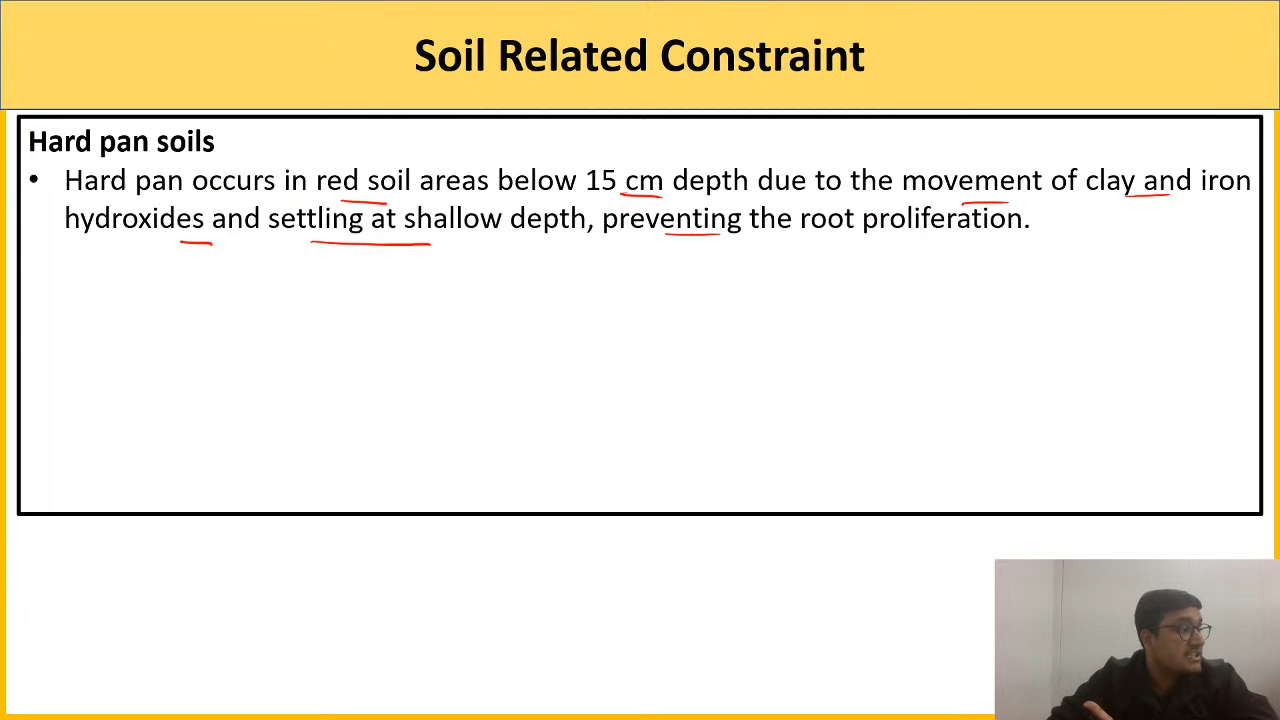 Soil Related Constraint
Hard pan soils
• Hard pan occurs in red soil areas below 15 cm depth due to the movement of clay and iron
hydroxides and settling at shallow depth, preventing the root proliferation.